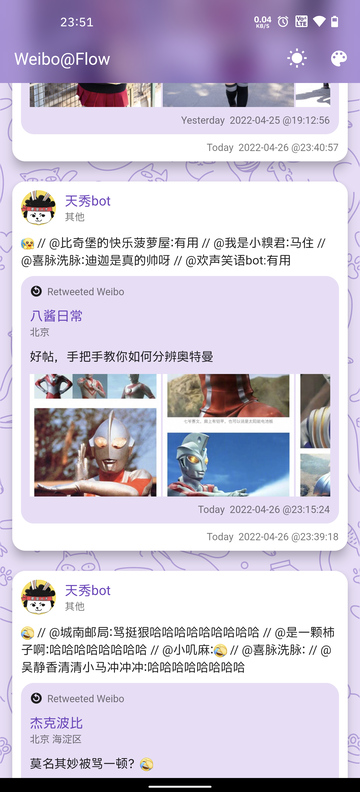 23:51
0.04
KB/S
Vo
LTE
Weibo@Flow
Yesterday 2022-04-25 @19:12:56
Today 2022-04-26 @23:40:57
天秀bot
其他
😥 // @比奇堡的快乐菠萝屋:有用 // @我是小糗君:马住 //
@喜脉洗脉:迪迦是真的帅呀 // @欢声笑语bot:有用
Retweeted Weibo
八酱日常
北京
好帖，手把手教你如何分辨奥特曼
Today 2022-04-26 @23:15:24
Today 2022-04-26 @23:39:18
天秀bot
其他
🤣 // @城南邮局:骂挺狠哈哈哈哈哈哈哈哈哈 // @是一颗柿
子啊:哈哈哈哈哈哈哈哈 // @小叽麻:🤣 // @喜脉洗脉: // @
吴静香清清小马冲冲冲:哈哈哈哈哈哈哈哈
Retweeted Weibo
杰克波比
北京 海淀区
莫名其妙被骂一顿？🤣